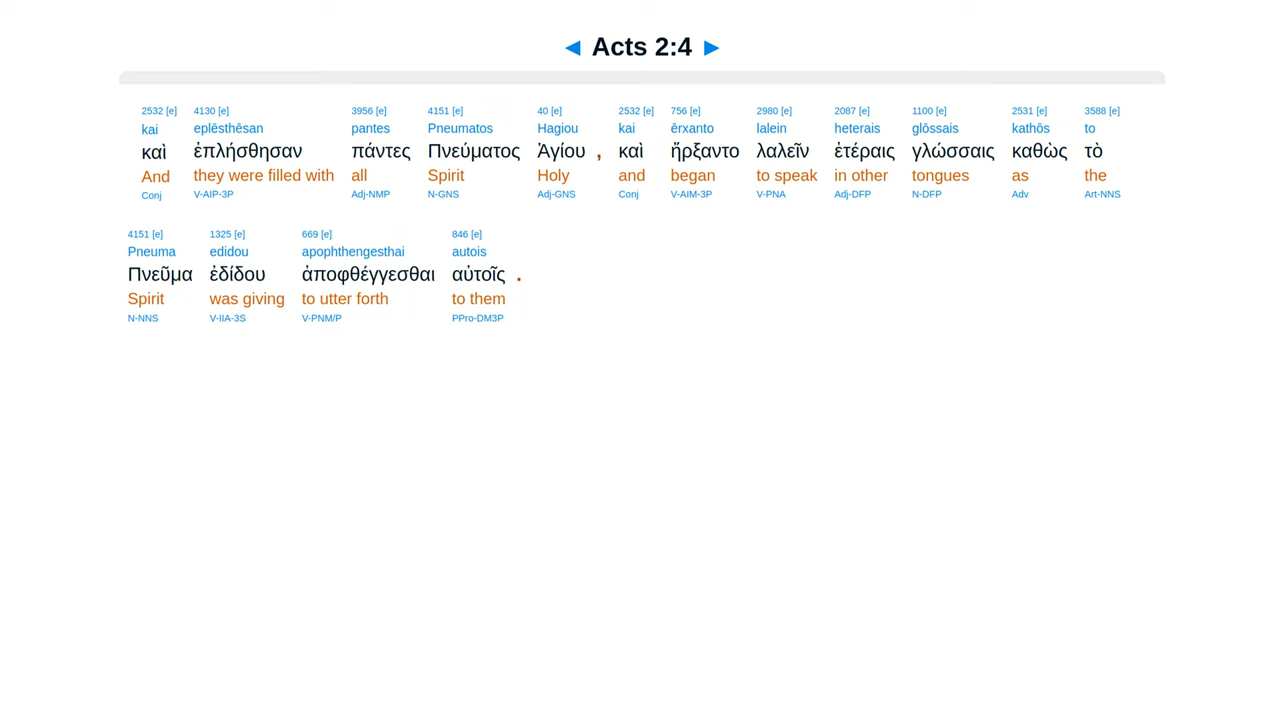 ◄ Acts 2:4 ►
2532 [e] 4130 [e] 3956 [e] 4151 [e] 40 [e] 2532 [e] 756 [e] 2980 [e] 2087 [e] 1100 [e] 2531 [e] 3588 [e]
kai eplēsthēsan pantes Pneumatos Hagiou kai ērxanto lalein heterais glōssais kathōs to
καὶ ἐπλήσθησαν πάντες Πνεύματος Ἁγίου , καὶ ἤρξαντο λαλεῖν ἑτέραις γλώσσαις καθὼς τὸ
And they were filled with all Spirit Holy and began to speak in other tongues as the
Conj V-AIP-3P Adj-NMP N-GNS Adj-GNS Conj V-AIM-3P V-PNA Adj-DFP N-DFP Adv Art-NNS
4151 [e] 1325 [e] 669 [e] 846 [e]
Pneuma edidou apophthengesthai autois
Πνεῦμα ἐδίδου ἀποφθέγγεσθαι αὐτοῖς .
Spirit was giving to utter forth to them
N-NNS V-IIA-3S V-PNM/P PPro-DM3P